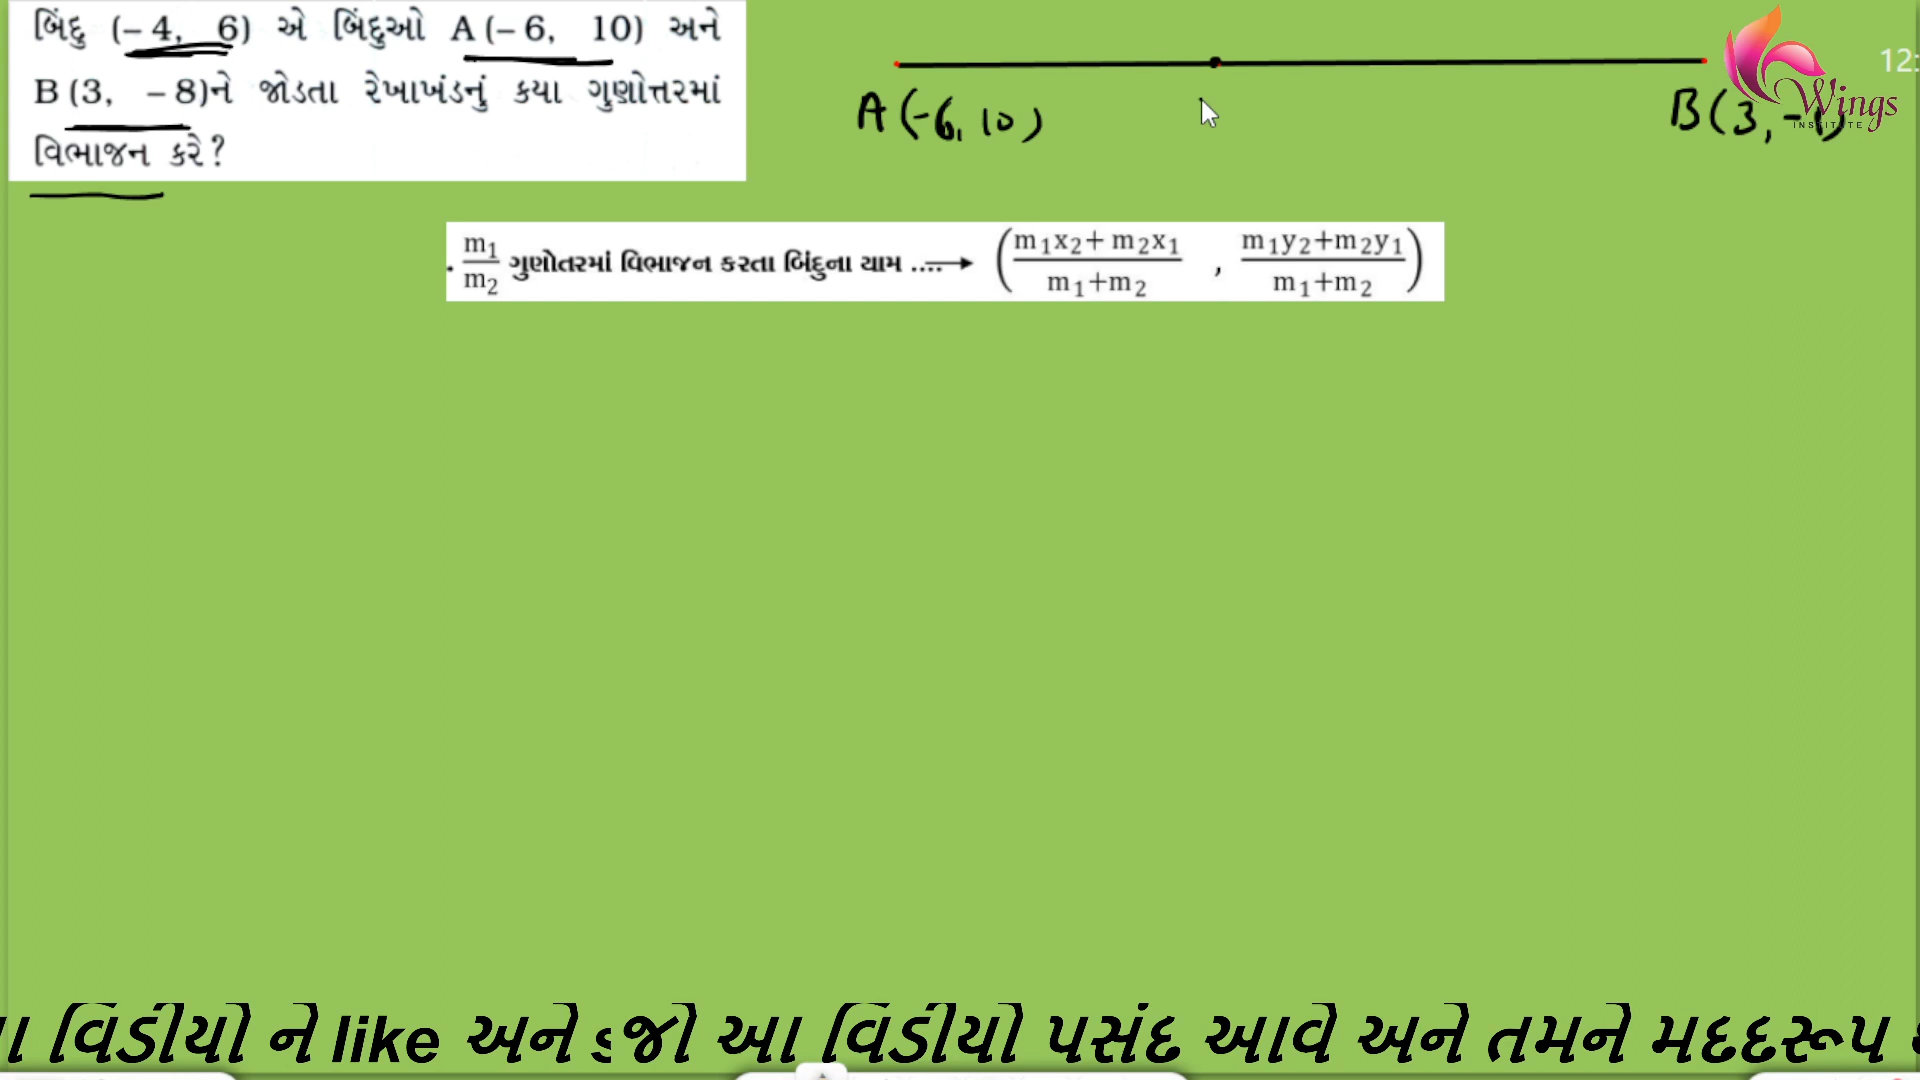 બિંદુ (– 4, 6) એ બિંદુઓ A (– 6, 10) અને
B (3, – 8)ને જોડતા રેખાખંડનું કયા ગુણોત્તરમાં
વિભાજન કરે?
A (-6, 10)
B (3, -
Wings
INSTITUTE
12:
. m1/m2 ગુણોતરમાં વિભાજન કરતા બિંદુના યામ ....→ ( m1x2+ m2x1 / m1+m2 , m1y2+m2y1 / m1+m2 )
વિડીયો ને like અને જો આ વિડીયો પસંદ આવે અને તમને મદદરૂપ